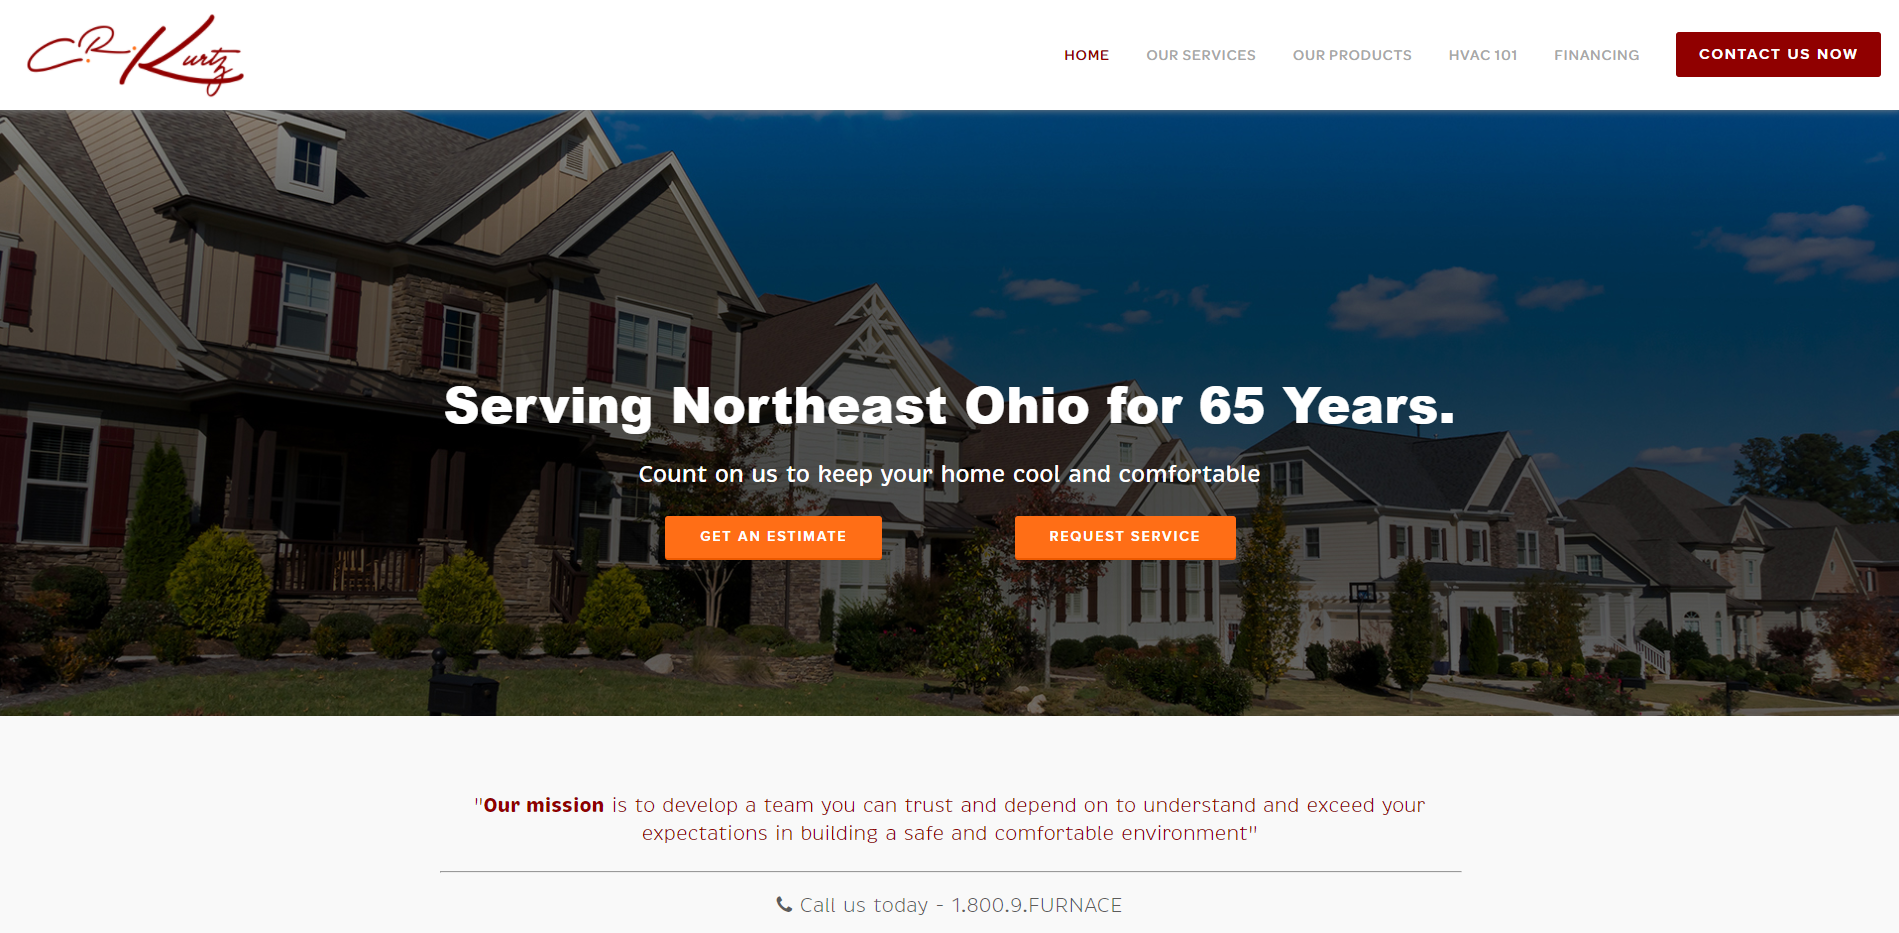 C.R. Kurtz
HOME
OUR SERVICES
OUR PRODUCTS
HVAC 101
FINANCING
CONTACT US NOW
Serving Northeast Ohio for 65 Years.
Count on us to keep your home cool and comfortable
GET AN ESTIMATE
REQUEST SERVICE
"Our mission is to develop a team you can trust and depend on to understand and exceed your
expectations in building a safe and comfortable environment"
Call us today - 1.800.9.FURNACE